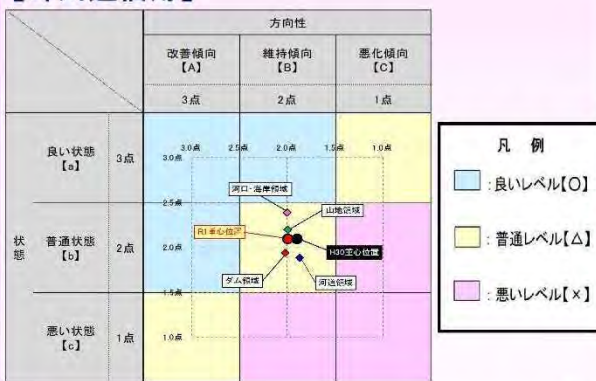 方向性
改善傾向
【A】
維持傾向
【B】
悪化傾向
【C】
3点
2点
1点
状態
良い状態
【a】
3点
普通状態
【b】
2点
悪い状態
【c】
1点
3.0点
2.5点
2.0点
1.5点
1.0点
3.0点
2.5点
2.0点
1.5点
1.0点
河口・海岸領域
山地領域
R1重心位置
H30重心位置
ダム領域
河道領域
凡 例
:良いレベル【○】
:普通レベル【△】
:悪いレベル【×】